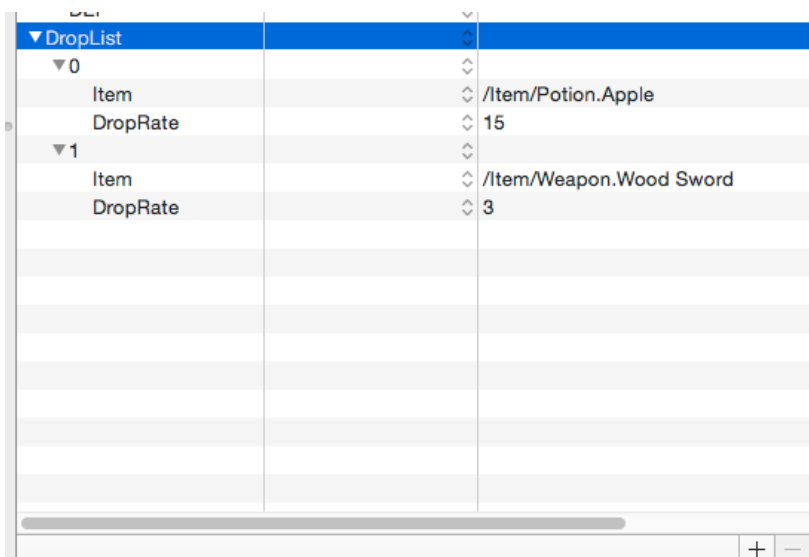 DropList
0
Item /Item/Potion.Apple
DropRate 15
1
Item /Item/Weapon.Wood Sword
DropRate 3